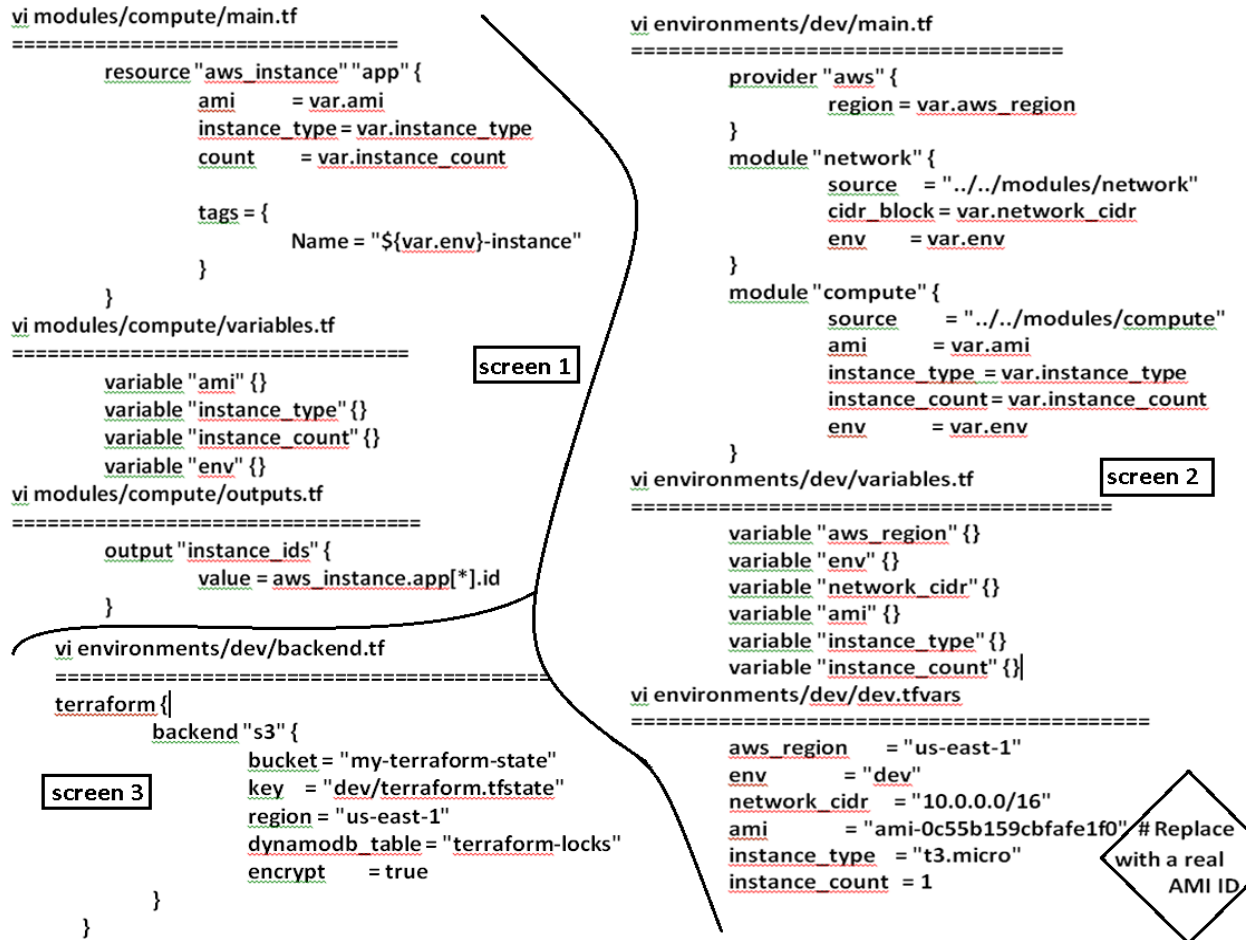 vi modules/compute/main.tf
=================================
resource "aws_instance" "app" {
ami = var.ami
instance_type = var.instance_type
count = var.instance_count
tags = {
Name = "${var.env}-instance"
}
}
vi modules/compute/variables.tf
==================================
variable "ami" {}
variable "instance_type" {}
variable "instance_count" {}
variable "env" {}
vi modules/compute/outputs.tf
===================================
output "instance_ids" {
value = aws_instance.app[*].id
}
screen 1
vi environments/dev/main.tf
=====================================
provider "aws" {
region = var.aws_region
}
module "network" {
source = "../../modules/network"
cidr_block = var.network_cidr
env = var.env
}
module "compute" {
source = "../../modules/compute"
ami = var.ami
instance_type = var.instance_type
instance_count = var.instance_count
env = var.env
}
vi environments/dev/variables.tf
=========================================
variable "aws_region" {}
variable "env" {}
variable "network_cidr" {}
variable "ami" {}
variable "instance_type" {}
variable "instance_count" {}
screen 2
vi environments/dev/dev.tfvars
============================================
aws_region = "us-east-1"
env = "dev"
network_cidr = "10.0.0.0/16"
ami = "ami-0c55b159cbfafe1f0" # Replace
with a real
AMI ID
instance_type = "t3.micro"
instance_count = 1
vi environments/dev/backend.tf
==========================================
terraform {
backend "s3" {
bucket = "my-terraform-state"
key = "dev/terraform.tfstate"
region = "us-east-1"
dynamodb_table = "terraform-locks"
encrypt = true
}
}
screen 3